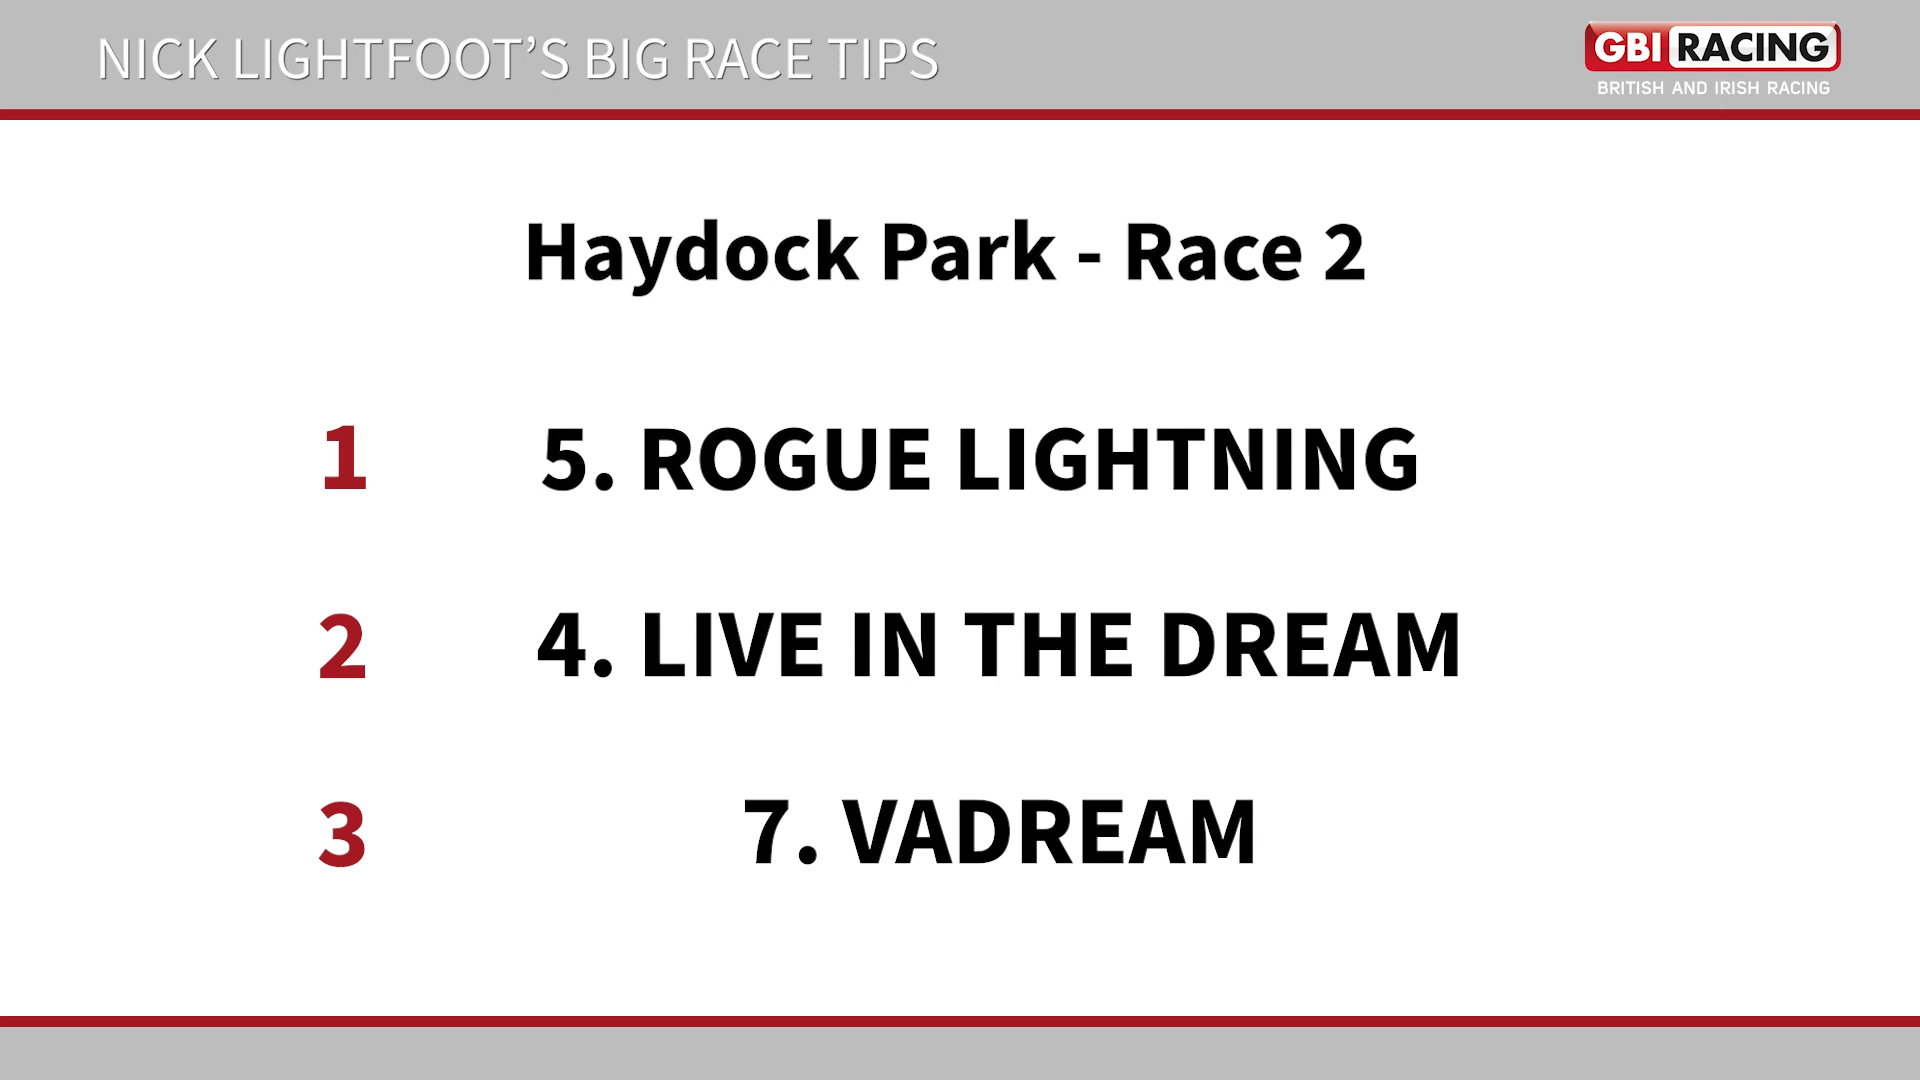 NICK LIGHTFOOT’S BIG RACE TIPS
GBI RACING
BRITISH AND IRISH RACING
Haydock Park - Race 2
1 5. ROGUE LIGHTNING
2 4. LIVE IN THE DREAM
3 7. VADREAM